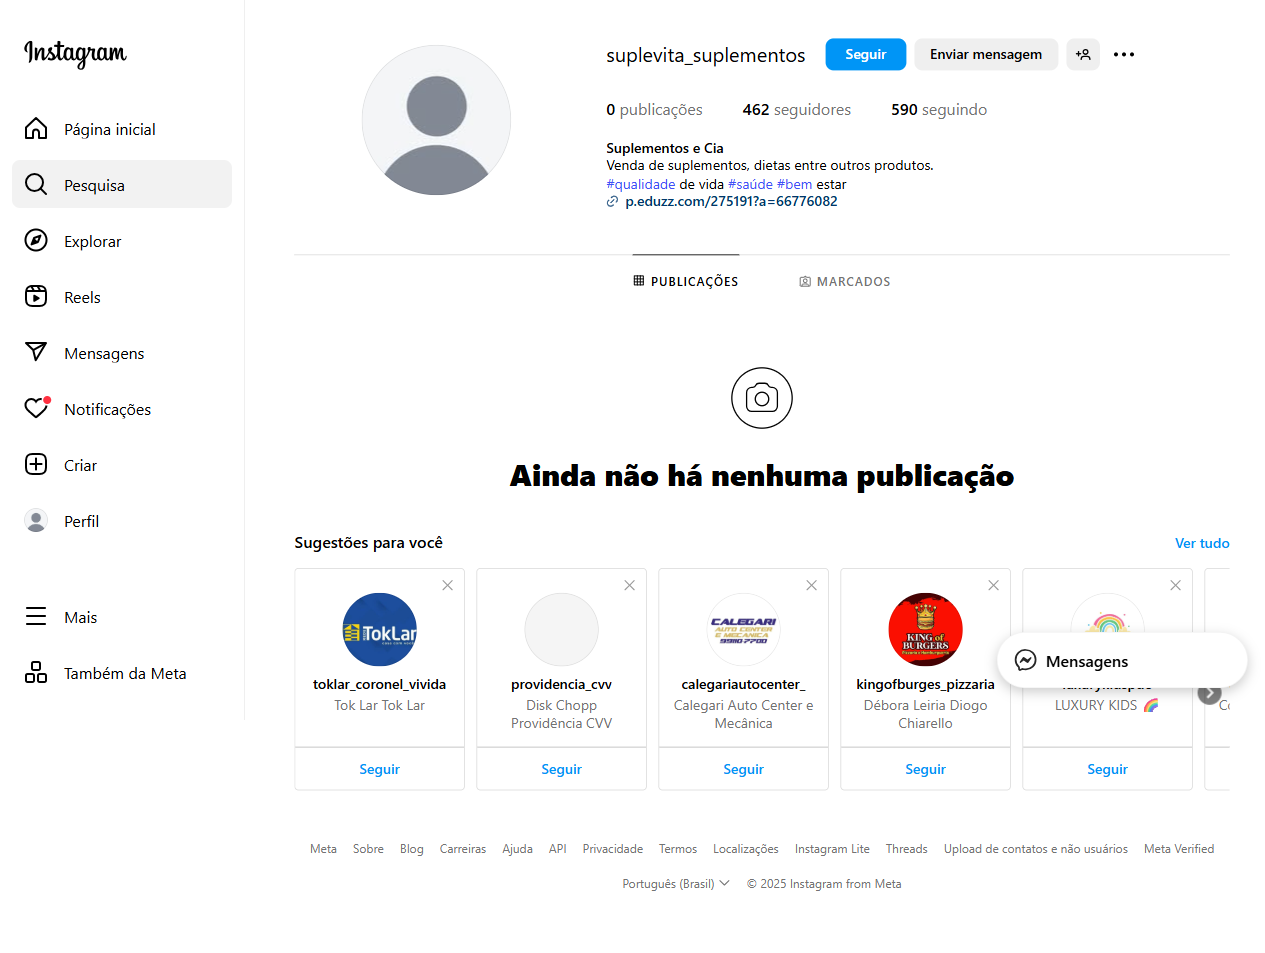 Instagram
Página inicial
Pesquisa
Explorar
Reels
Mensagens
Notificações
Criar
Perfil
Mais
Também da Meta
suplevita_suplementos
Seguir
Enviar mensagem
0 publicações
462 seguidores
590 seguindo
Suplementos e Cia
Venda de suplementos, dietas entre outros produtos.
#qualidade de vida #saúde #bem estar
p.eduzz.com/275191?a=66776082
PUBLICAÇÕES
MARCADOS
Ainda não há nenhuma publicação
Sugestões para você
Ver tudo
TokLar
toklar_coronel_vivida
Tok Lar Tok Lar
Seguir
providencia_cvv
Disk Chopp
Providência CVV
Seguir
CALEGARI
AUTO CENTER
E MECANICA
99110-7700
calegariautocenter_
Calegari Auto Center e
Mecânica
Seguir
KING of
BURGERS
kingofburges_pizzaria
Débora Leiria Diogo
Chiarello
Seguir
LUXURY KIDS 🌈
Seguir
Mensagens
Meta
Sobre
Blog
Carreiras
Ajuda
API
Privacidade
Termos
Localizações
Instagram Lite
Threads
Upload de contatos e não usuários
Meta Verified
Português (Brasil)
© 2025 Instagram from Meta